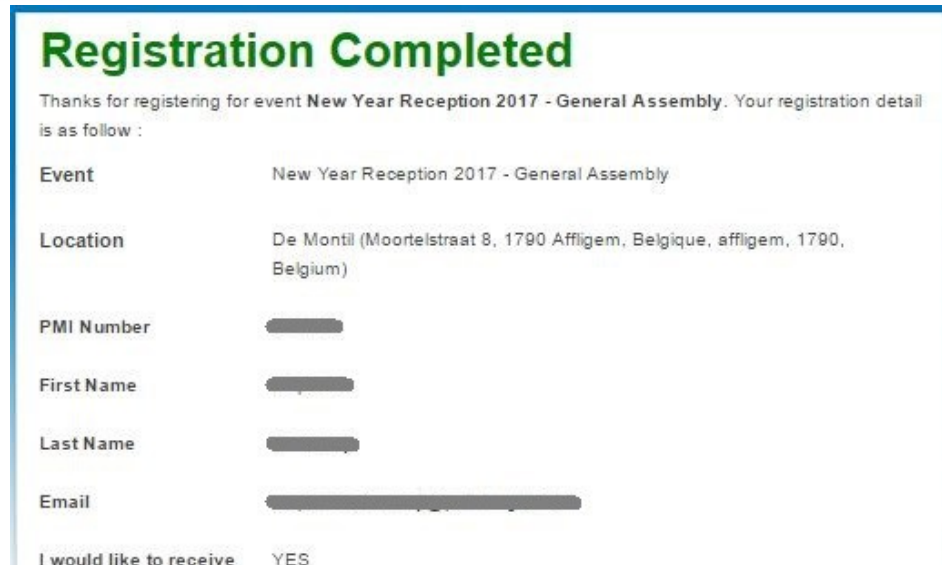 Registration Completed
Thanks for registering for event New Year Reception 2017 - General Assembly. Your registration detail
is as follow :
Event New Year Reception 2017 - General Assembly
Location De Montil (Moortelstraat 8, 1790 Affligem, Belgique, affligem, 1790,
Belgium)
PMI Number
First Name
Last Name
Email
I would like to receive YES